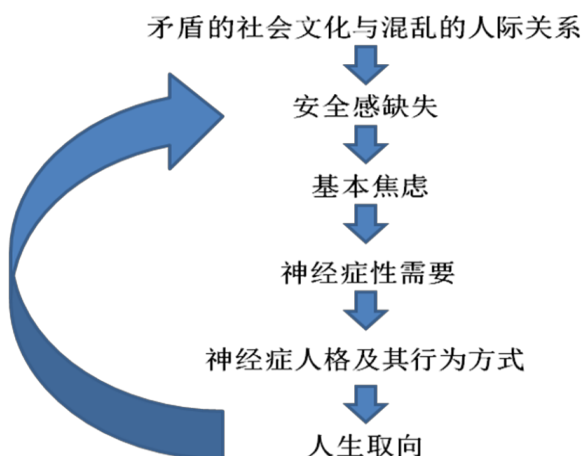 矛盾的社会文化与混乱的人际关系
安全感缺失
基本焦虑
神经症性需要
神经症人格及其行为方式
人生取向